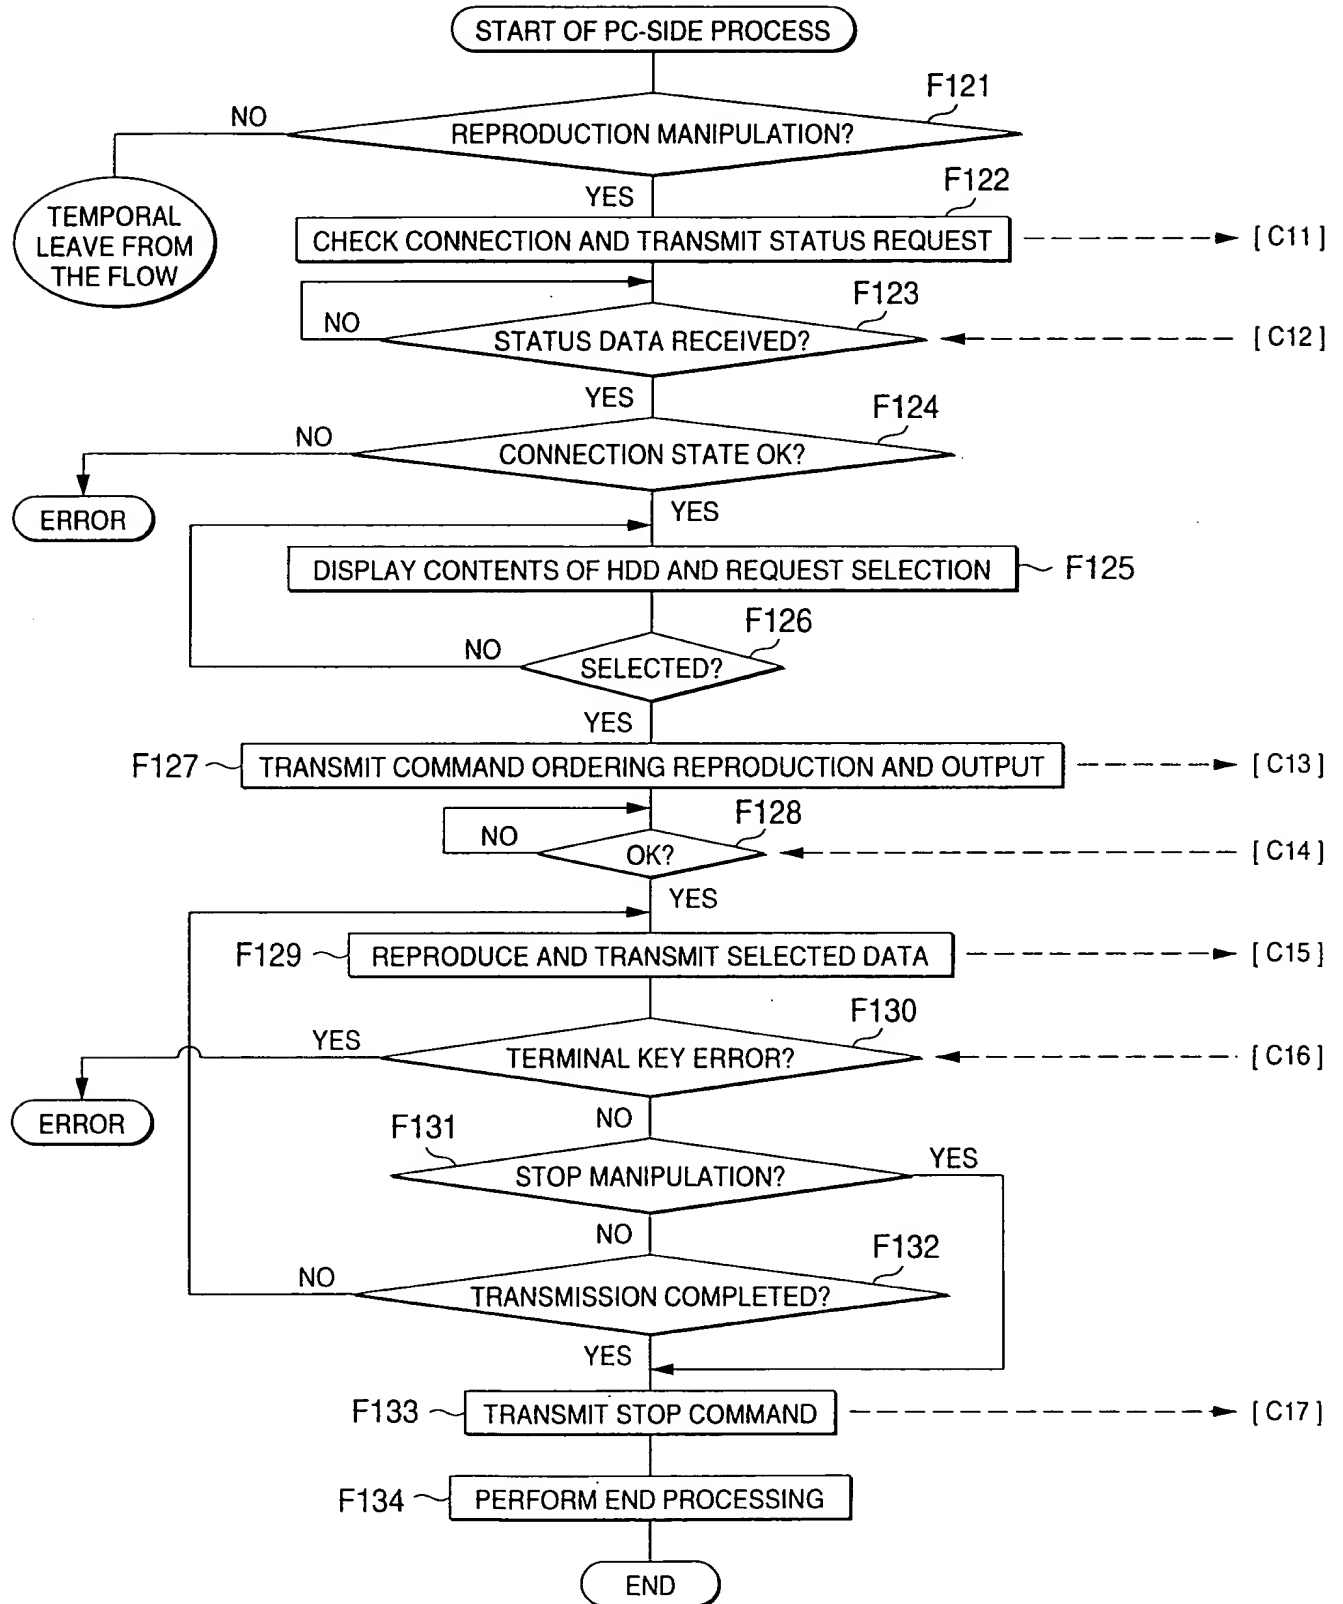 START OF PC-SIDE PROCESS
F121
NO
REPRODUCTION MANIPULATION?
YES
F122
TEMPORAL
LEAVE FROM
THE FLOW
CHECK CONNECTION AND TRANSMIT STATUS REQUEST
[ C11 ]
F123
NO
STATUS DATA RECEIVED?
[ C12 ]
YES
F124
NO
CONNECTION STATE OK?
ERROR
YES
DISPLAY CONTENTS OF HDD AND REQUEST SELECTION
F125
F126
NO
SELECTED?
YES
F127
TRANSMIT COMMAND ORDERING REPRODUCTION AND OUTPUT
[ C13 ]
F128
NO
OK?
[ C14 ]
YES
F129
REPRODUCE AND TRANSMIT SELECTED DATA
[ C15 ]
F130
YES
TERMINAL KEY ERROR?
[ C16 ]
ERROR
NO
F131
STOP MANIPULATION?
YES
NO
F132
NO
TRANSMISSION COMPLETED?
YES
F133
TRANSMIT STOP COMMAND
[ C17 ]
F134
PERFORM END PROCESSING
END